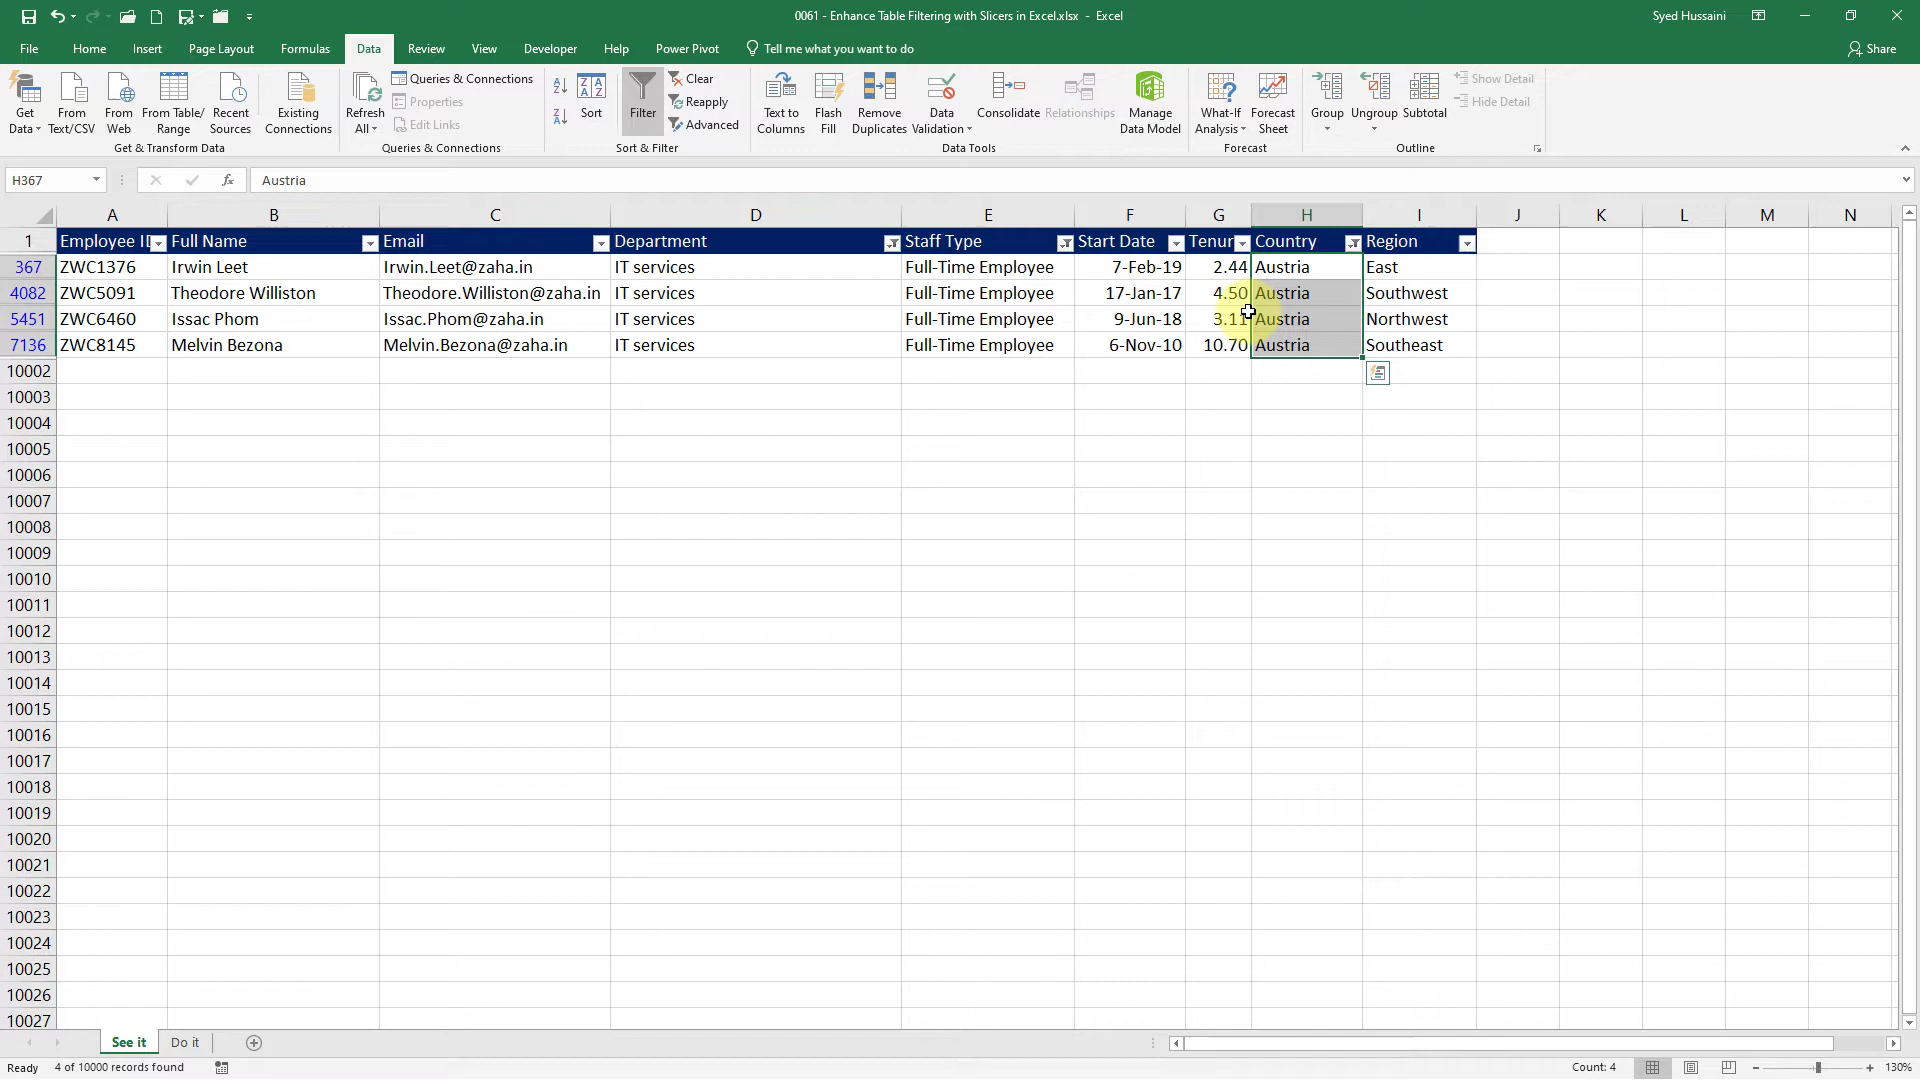 0061 - Enhance Table Filtering with Slicers in Excel.xlsx - Excel
Syed Hussaini
File Home Insert Page Layout Formulas Data Review View Developer Help Power Pivot Tell me what you want to do Share
Get Data
From Text/CSV
From Web
From Table/ Range
Recent Sources
Existing Connections
Get & Transform Data
Refresh All
Queries & Connections
Properties
Edit Links
Queries & Connections
Sort
Filter
Clear
Reapply
Advanced
Sort & Filter
Text to Columns
Flash Fill
Remove Duplicates
Data Validation
Consolidate
Relationships
Manage Data Model
Data Tools
What-If Analysis
Forecast Sheet
Forecast
Group
Ungroup
Subtotal
Show Detail
Hide Detail
Outline
H367 fx Austria
A B C D E F G H I J K L M N
1 Employee ID Full Name Email Department Staff Type Start Date Tenur Country Region
367 ZWC1376 Irwin Leet Irwin.Leet@zaha.in IT services Full-Time Employee 7-Feb-19 2.44 Austria East
4082 ZWC5091 Theodore Williston Theodore.Williston@zaha.in IT services Full-Time Employee 17-Jan-17 4.50 Austria Southwest
5451 ZWC6460 Issac Phom Issac.Phom@zaha.in IT services Full-Time Employee 9-Jun-18 3.11 Austria Northwest
7136 ZWC8145 Melvin Bezona Melvin.Bezona@zaha.in IT services Full-Time Employee 6-Nov-10 10.70 Austria Southeast
10002
10003
10004
10005
10006
10007
10008
10009
10010
10011
10012
10013
10014
10015
10016
10017
10018
10019
10020
10021
10022
10023
10024
10025
10026
10027
See it Do it
Ready 4 of 10000 records found Count: 4 130%